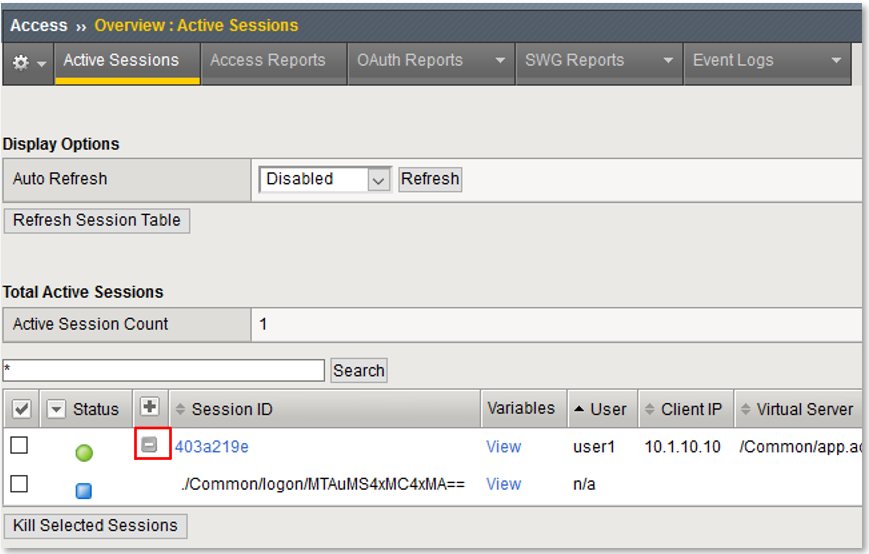 Access ›› Overview : Active Sessions
Active Sessions Access Reports OAuth Reports SWG Reports Event Logs
Display Options
Auto Refresh Disabled Refresh
Refresh Session Table
Total Active Sessions
Active Session Count 1
* Search
Status Session ID Variables User Client IP Virtual Server
403a219e View user1 10.1.10.10 /Common/app.ac
./Common/logon/MTAuMS4xMC4xMA== View n/a
Kill Selected Sessions